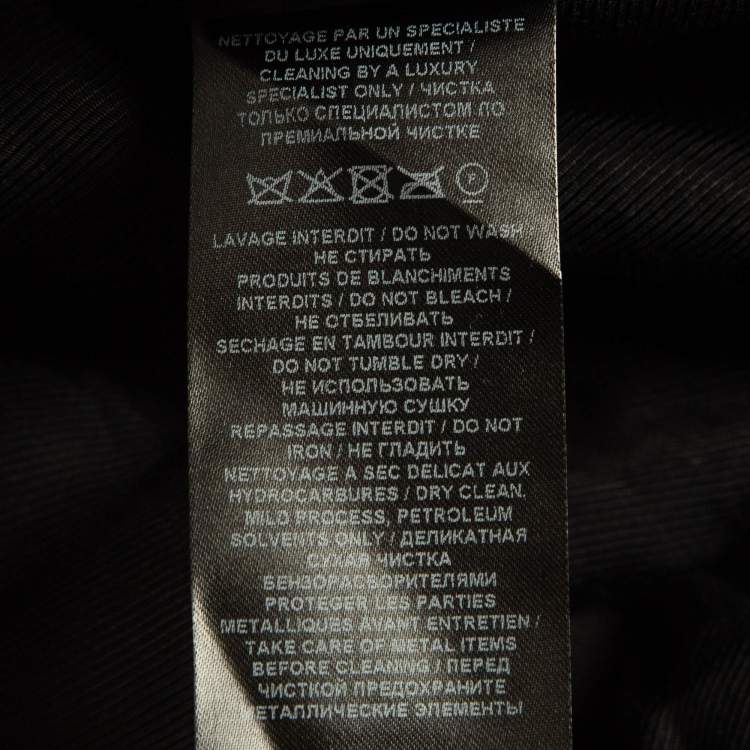 NETTOYAGE PAR UN SPECIALISTE
DU LUXE UNIQUEMENT /
CLEANING BY A LUXURY
SPECIALIST ONLY / ЧИСТКА
ТОЛЬКО СПЕЦИАЛИСТОМ ПО
ПРЕМИАЛЬНОЙ ЧИСТКЕ
P
LAVAGE INTERDIT / DO NOT WASH
НЕ СТИРАТЬ
PRODUITS DE BLANCHIMENTS
INTERDITS / DO NOT BLEACH /
НЕ ОТБЕЛИВАТЬ
SECHAGE EN TAMBOUR INTERDIT /
DO NOT TUMBLE DRY /
НЕ ИСПОЛЬЗОВАТЬ
МАШИННУЮ СУШКУ
REPASSAGE INTERDIT / DO NOT
IRON / НЕ ГЛАДИТЬ
NETTOYAGE A SEC DELICAT AUX
HYDROCARBURES / DRY CLEAN.
MILD PROCESS, PETROLEUM
SOLVENTS ONLY / ДЕЛИКАТНАЯ
СУХАЯ ЧИСТКА
БЕНЗОРАСВОРИТЕЛЯМИ
PROTEGER LES PARTIES
METALLIQUES AVANT ENTRETIEN /
TAKE CARE OF METAL ITEMS
BEFORE CLEANING / ПЕРЕД
ЧИСТКОЙ ПРЕДОХРАНИТЕ
МЕТАЛЛИЧЕСКИЕ ЭЛЕМЕНТЫ